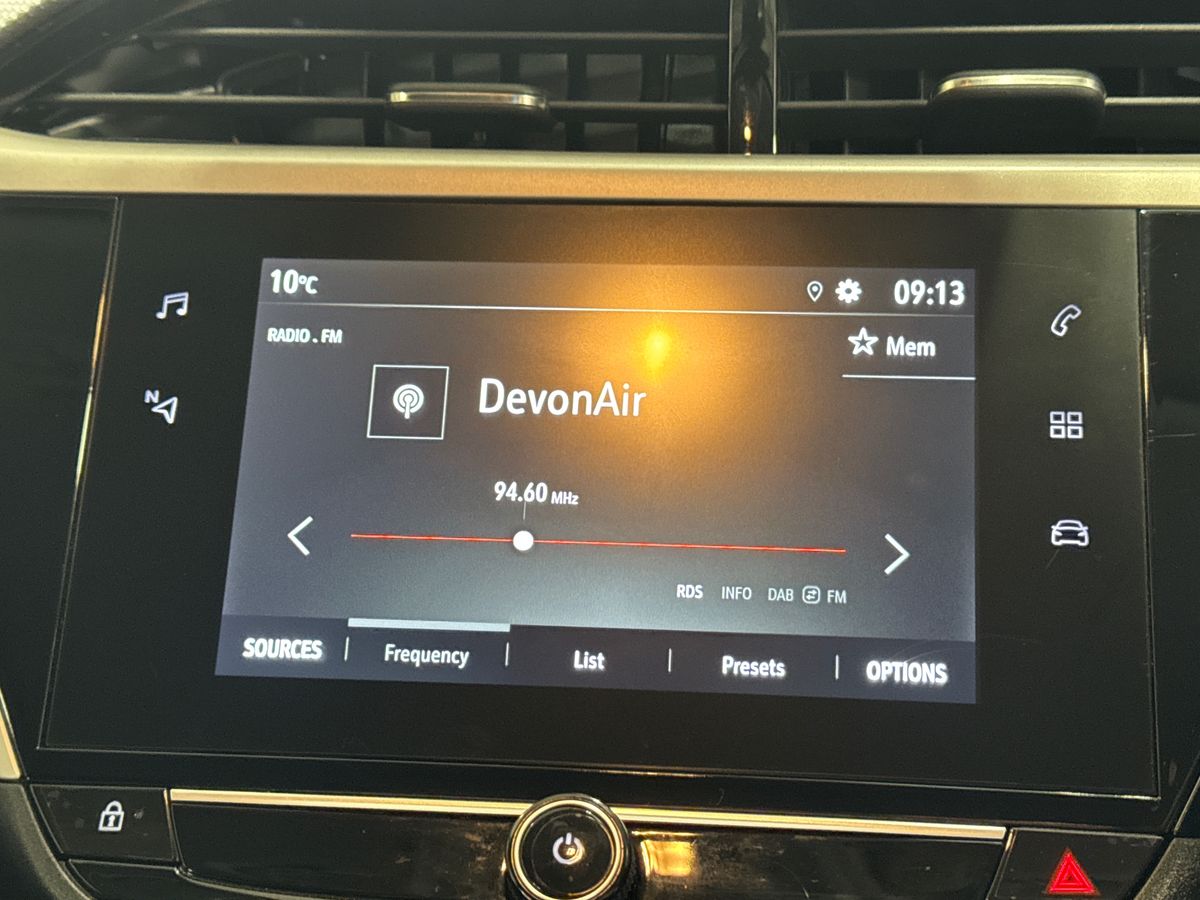 10°C 09:13
RADIO . FM
Mem
N
DevonAir
94.60 MHz
RDS INFO DAB FM
SOURCES Frequency List Presets OPTIONS